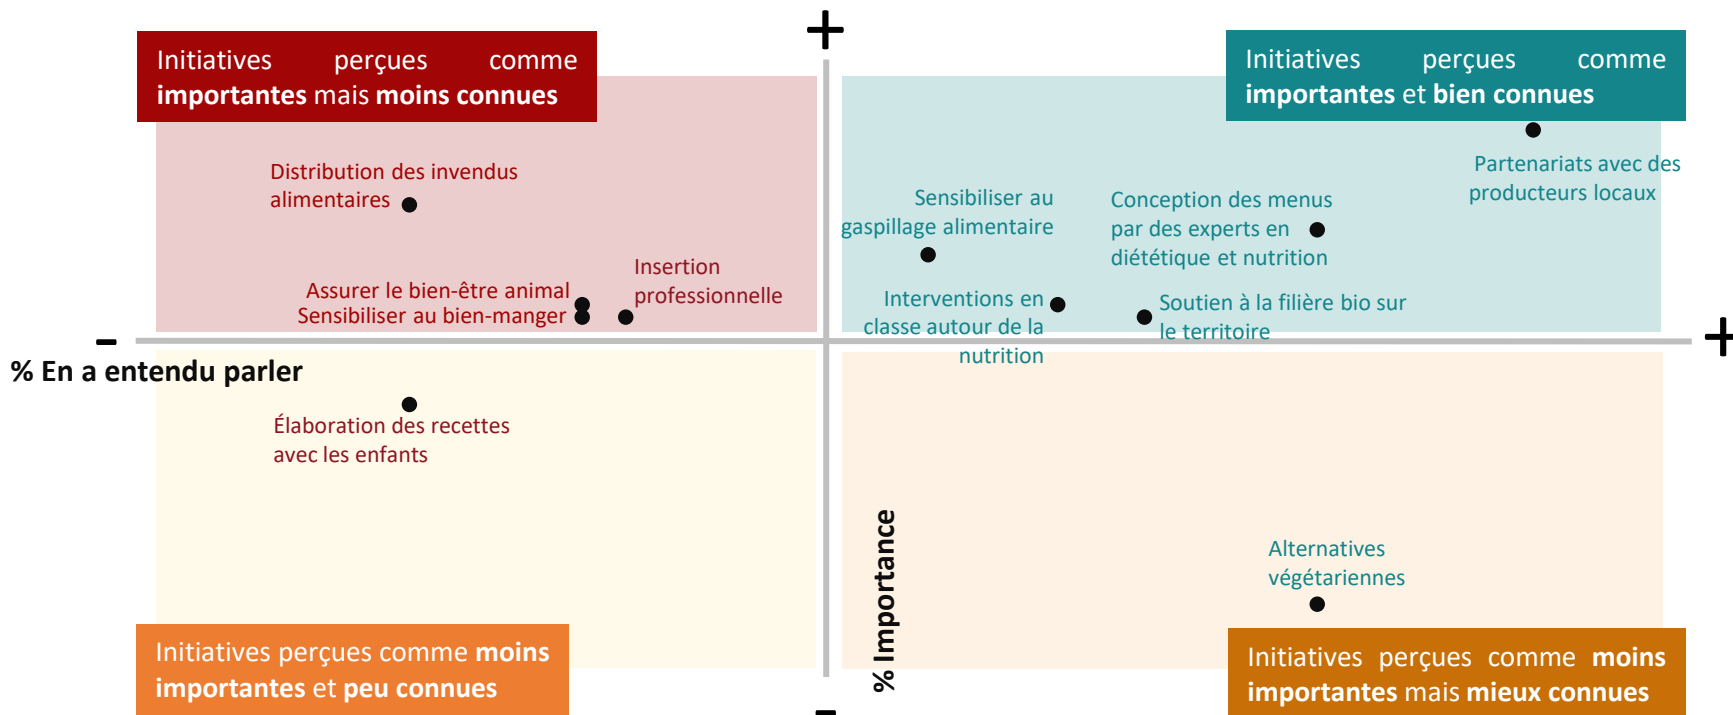 +
Initiatives perçues comme
importantes mais moins connues
Initiatives perçues comme
importantes et bien connues
Distribution des invendus
alimentaires
Partenariats avec des
producteurs locaux
Sensibiliser au
gaspillage alimentaire
Conception des menus
par des experts en
diététique et nutrition
Insertion
professionnelle
Assurer le bien-être animal
Sensibiliser au bien-manger
Interventions en
classe autour de la
nutrition
Soutien à la filière bio sur
le territoire
-
+
% En a entendu parler
Élaboration des recettes
avec les enfants
% Importance
Alternatives
végétariennes
Initiatives perçues comme moins
importantes et peu connues
Initiatives perçues comme moins
importantes mais mieux connues
-